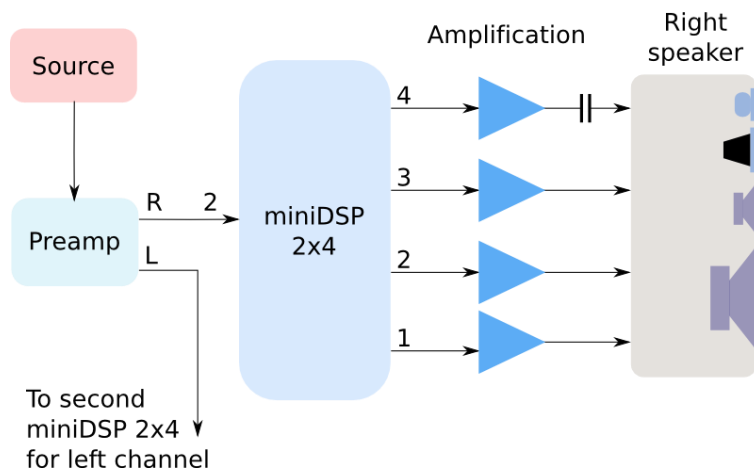 Source
Preamp
R
2
L
To second
miniDSP 2x4
for left channel
miniDSP
2x4
4
3
2
1
Amplification
Right
speaker